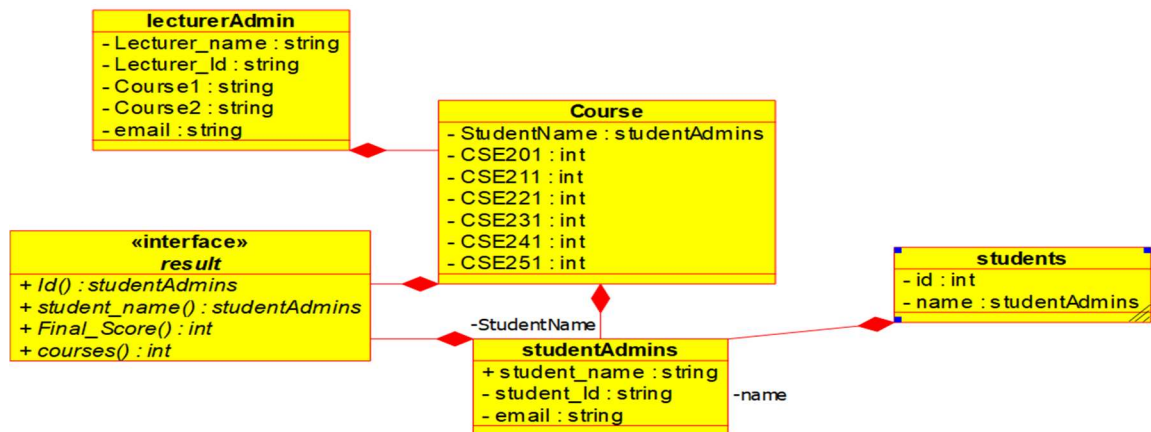 lecturerAdmin
- Lecturer_name : string
- Lecturer_Id : string
- Course1 : string
- Course2 : string
- email : string
Course
- StudentName : studentAdmins
- CSE201 : int
- CSE211 : int
- CSE221 : int
- CSE231 : int
- CSE241 : int
- CSE251 : int
«interface»
result
+ Id() : studentAdmins
+ student_name() : studentAdmins
+ Final_Score() : int
+ courses() : int
students
- id : int
- name : studentAdmins
-StudentName
studentAdmins
+ student_name : string
- student_Id : string
- email : string
-name